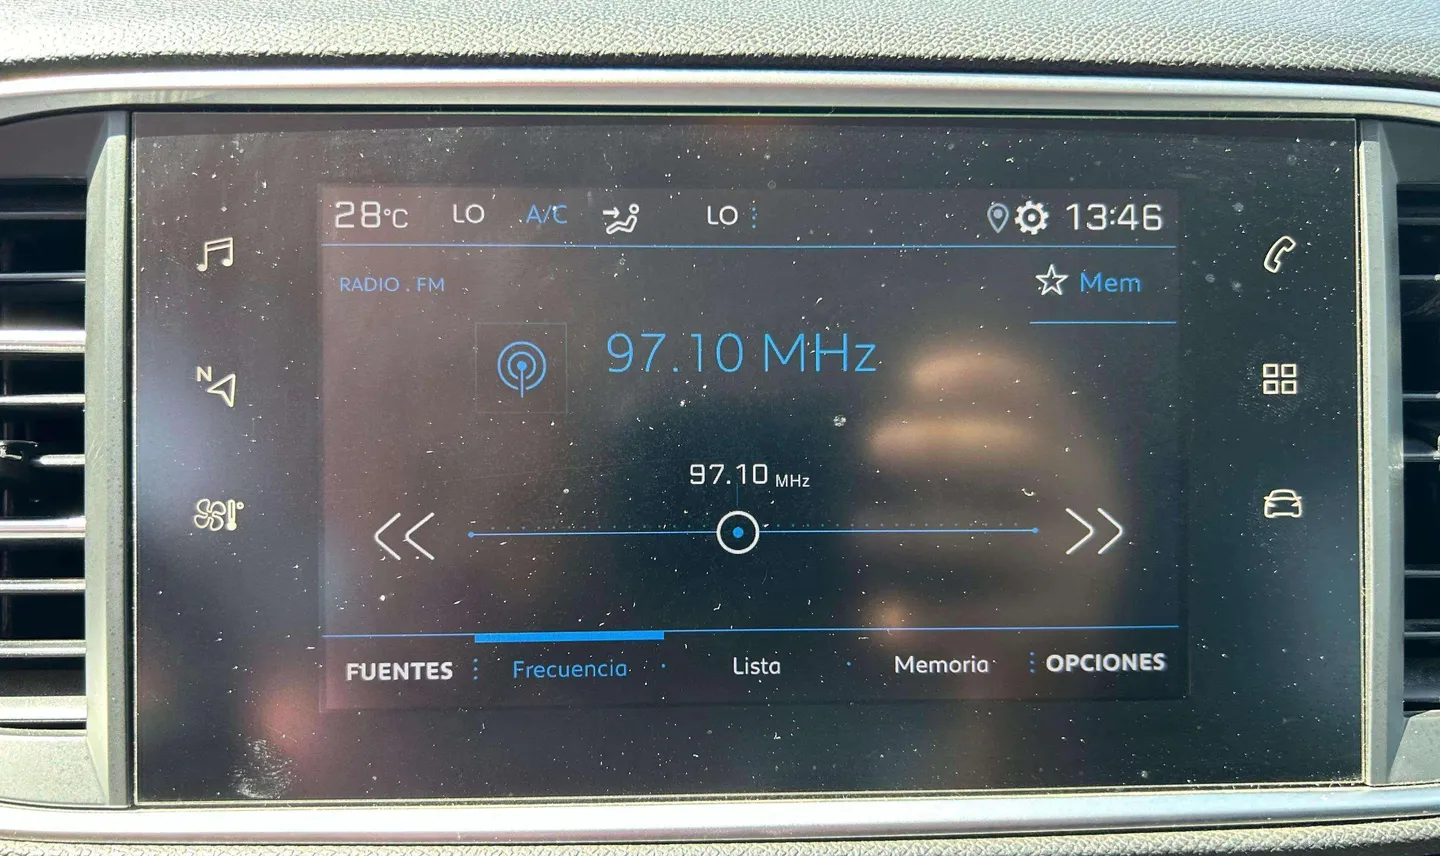 28°C LO A/C LO 13:46
RADIO . FM
Mem
97.10 MHz
N
97.10 MHz
FUENTES Frecuencia Lista Memoria OPCIONES